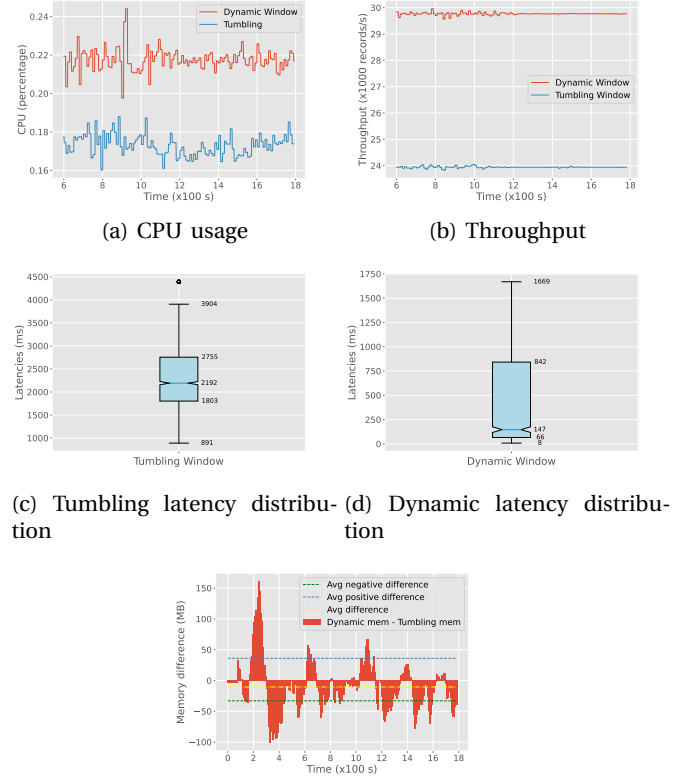 Dynamic Window
Tumbling
CPU (percentage)
0.22
0.20
0.18
0.16
6 8 10 12 14 16 18
Time (x100 s)
(a) CPU usage
Throughput (x1000 records/s)
30
29
28
27
26
25
24
Dynamic Window
Tumbling Window
6 8 10 12 14 16 18
Time (x100 s)
(b) Throughput
Latencies (ms)
4500
4000
3500
3000
2500
2000
1500
1000
3904
2755
2192
1803
891
Tumbling Window
(c) Tumbling latency distribu-
tion
Latencies (ms)
1750
1500
1250
1000
750
500
250
0
1669
842
147
66
8
Dynamic Window
(d) Dynamic latency distribu-
tion
Memory difference (MB)
150
100
50
0
−50
−100
Avg negative difference
Avg positive difference
Avg difference
Dynamic mem - Tumbling mem
0 2 4 6 8 10 12 14 16 18
Time (x100 s)